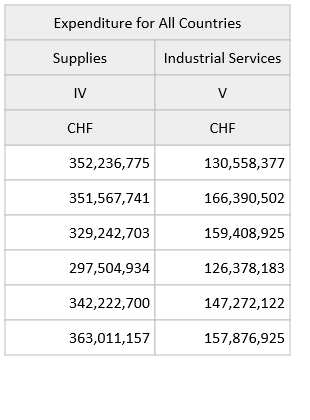 Expenditure for All Countries
Supplies Industrial Services
IV V
CHF CHF
352,236,775 130,558,377
351,567,741 166,390,502
329,242,703 159,408,925
297,504,934 126,378,183
342,222,700 147,272,122
363,011,157 157,876,925